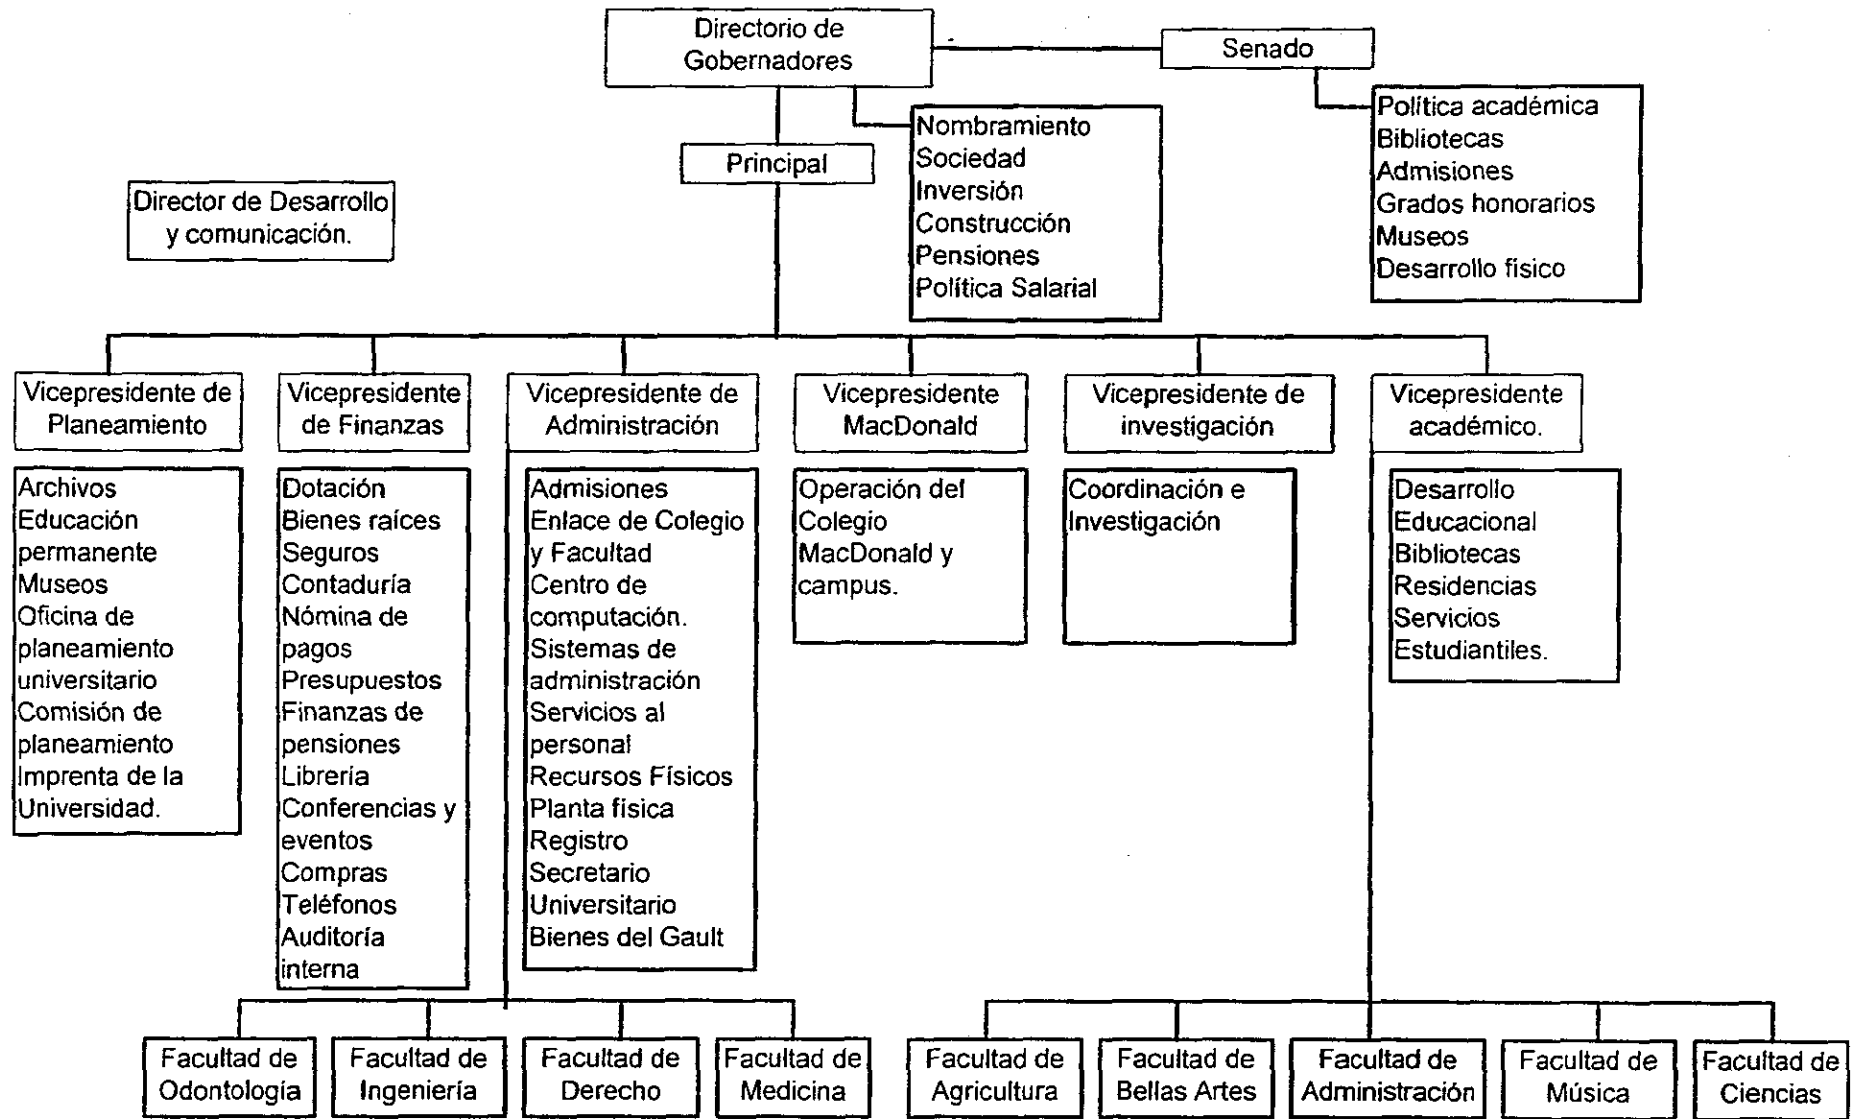 Directorio de
Gobernadores
Senado
Política académica
Bibliotecas
Admisiones
Grados honorarios
Museos
Desarrollo físico
Nombramiento
Sociedad
Inversión
Construcción
Pensiones
Política Salarial
Principal
Director de Desarrollo
y comunicación.
Vicepresidente de
Planeamiento
Vicepresidente
de Finanzas
Vicepresidente de
Administración
Vicepresidente
MacDonald
Vicepresidente de
investigación
Vicepresidente
académico.
Archivos
Educación
permanente
Museos
Oficina de
planeamiento
universitario
Comisión de
planeamiento
Imprenta de la
Universidad.
Dotación
Bienes raíces
Seguros
Contaduría
Nómina de
pagos
Presupuestos
Finanzas de
pensiones
Librería
Conferencias y
eventos
Compras
Teléfonos
Auditoría
interna
Admisiones
Enlace de Colegio
y Facultad
Centro de
computación.
Sistemas de
administración
Servicios al
personal
Recursos Físicos
Planta física
Registro
Secretario
Universitario
Bienes del Gault
Operación del
Colegio
MacDonald y
campus.
Coordinación e
Investigación
Desarrollo
Educacional
Bibliotecas
Residencias
Servicios
Estudiantiles.
Facultad de
Odontología
Facultad de
Ingeniería
Facultad de
Derecho
Facultad de
Medicina
Facultad de
Agricultura
Facultad de
Bellas Artes
Facultad de
Administración
Facultad de
Música
Facultad de
Ciencias